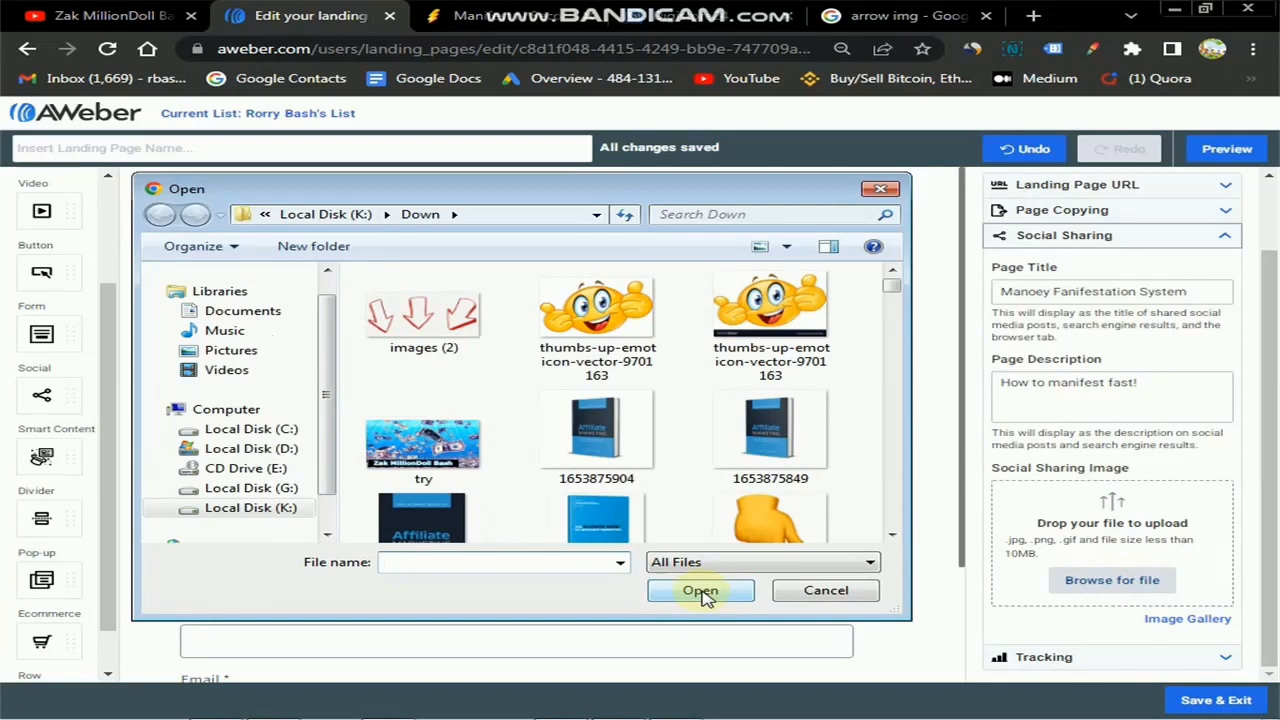 Zak MillionDoll Ba
Edit your landing
Mani
www.BANDICAM.com
arrow img - Goog
aweber.com/users/landing_pages/edit/c8d1f048-4415-4249-bb9e-747709a...
Inbox (1,669) - rbas...
Google Contacts
Google Docs
Overview - 484-131...
YouTube
Buy/Sell Bitcoin, Eth...
Medium
(1) Quora
AWeber
Current List: Rorry Bash's List
Insert Landing Page Name...
All changes saved
Undo
Redo
Preview
Video
Button
Form
Social
Smart Content
Divider
Pop-up
Ecommerce
Row
Open
Local Disk (K:)
Down
Search Down
Organize
New folder
Libraries
Documents
Music
Pictures
Videos
Computer
Local Disk (C:)
Local Disk (D:)
CD Drive (E:)
Local Disk (G:)
Local Disk (K:)
images (2)
thumbs-up-emot
icon-vector-9701
163
thumbs-up-emot
icon-vector-9701
163
Zak MillionDoll Bash
try
1653875904
1653875849
Affiliate
File name:
All Files
Open
Cancel
Email *
URL Landing Page URL
Page Copying
Social Sharing
Page Title
Manoey Fanifestation System
This will display as the title of shared social
media posts, search engine results, and the
browser tab.
Page Description
How to manifest fast!
This will display as the description on social
media posts and search engine results.
Social Sharing Image
Drop your file to upload
.jpg, .png, .gif and file size less than
10MB.
Browse for file
Image Gallery
Tracking
Save & Exit